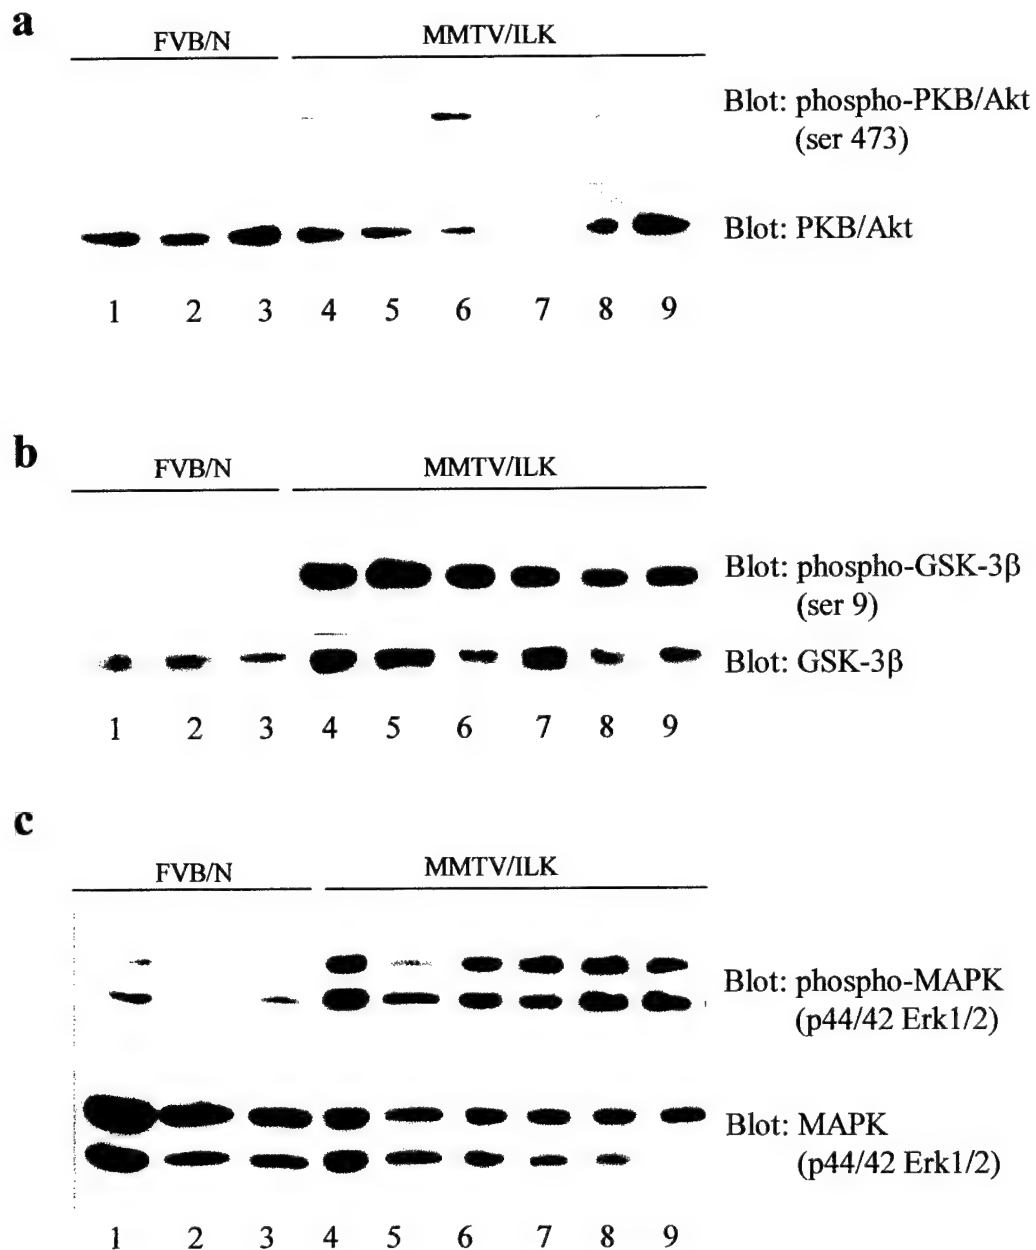 a
FVB/N MMTV/ILK
Blot: phospho-PKB/Akt
(ser 473)
Blot: PKB/Akt
1 2 3 4 5 6 7 8 9
b
FVB/N MMTV/ILK
Blot: phospho-GSK-3β
(ser 9)
Blot: GSK-3β
1 2 3 4 5 6 7 8 9
c
FVB/N MMTV/ILK
Blot: phospho-MAPK
(p44/42 Erk1/2)
Blot: MAPK
(p44/42 Erk1/2)
1 2 3 4 5 6 7 8 9